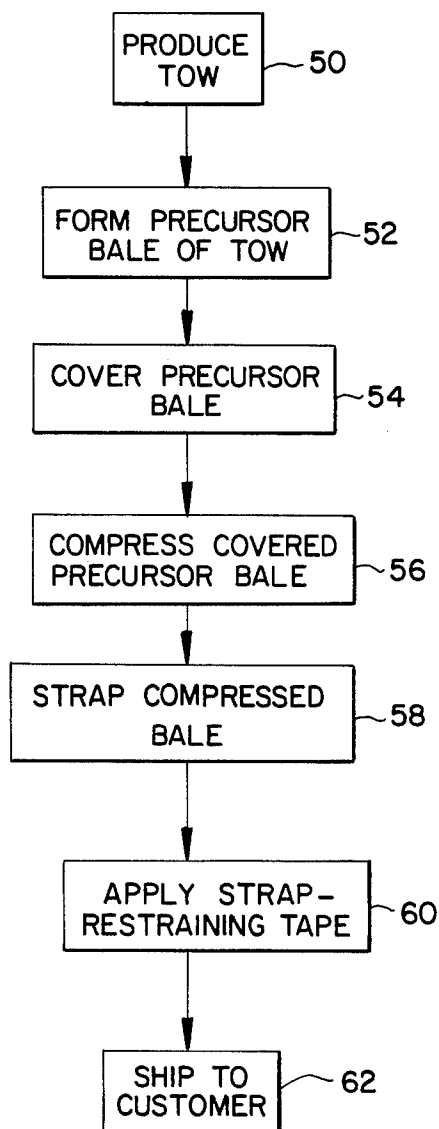 PRODUCE
TOW
50
FORM PRECURSOR
BALE OF TOW
52
COVER PRECURSOR
BALE
54
COMPRESS COVERED
PRECURSOR BALE
56
STRAP COMPRESSED
BALE
58
APPLY STRAP-
RESTRAINING TAPE
60
SHIP TO
CUSTOMER
62